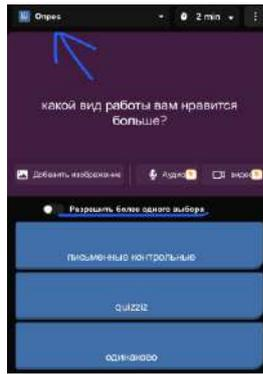 Опрос
2 min
какой вид работы вам нравится
больше?
Добавить изображение
Аудио
видео
Разрешить более одного выбора
письменные контрольные
quizziz
одинаково